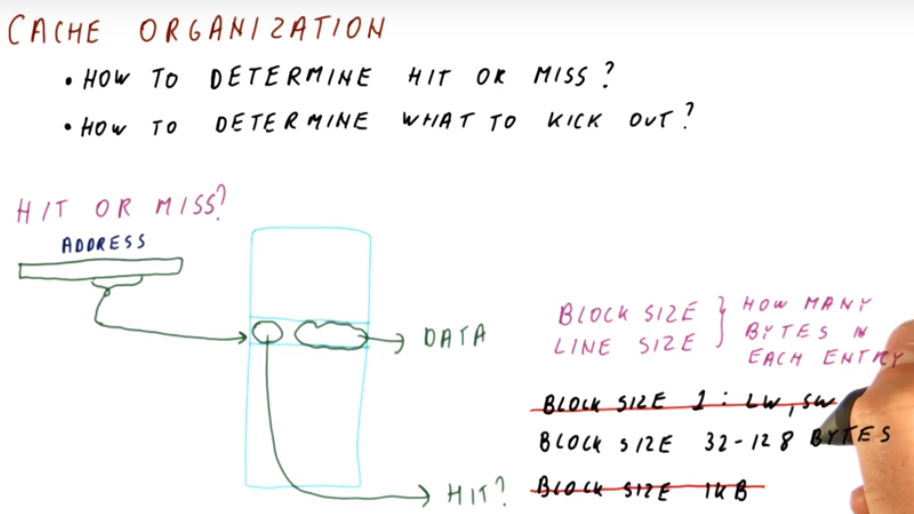 CACHE ORGANIZATION
• HOW TO DETERMINE HIT OR MISS?
• HOW TO DETERMINE WHAT TO KICK OUT?
HIT OR MISS?
ADDRESS
DATA
HIT?
BLOCK SIZE
LINE SIZE
HOW MANY
BYTES IN
EACH ENTRY
BLOCK SIZE 1 : LW, SW
BLOCK SIZE 32-128 BYTES
BLOCK SIZE 1KB